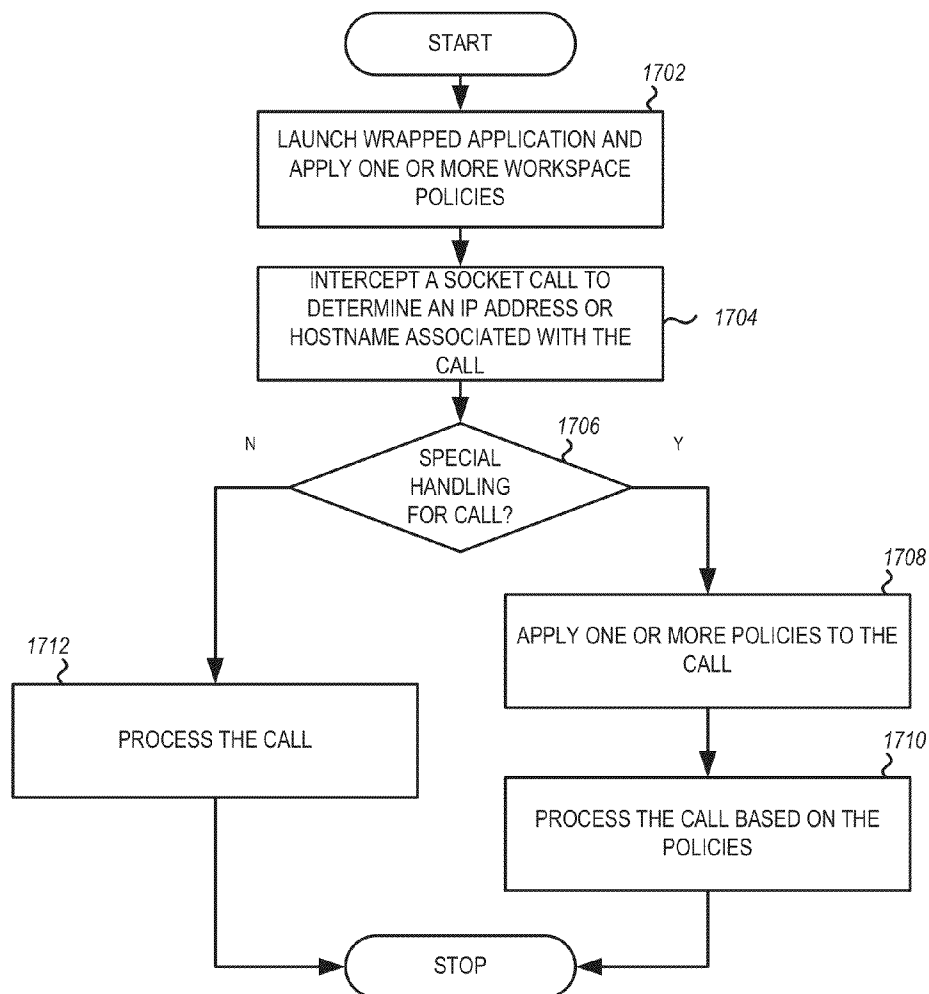 START
1702
LAUNCH WRAPPED APPLICATION AND
APPLY ONE OR MORE WORKSPACE
POLICIES
INTERCEPT A SOCKET CALL TO
DETERMINE AN IP ADDRESS OR
HOSTNAME ASSOCIATED WITH THE
CALL
1704
1706
N
Y
SPECIAL
HANDLING
FOR CALL?
1708
APPLY ONE OR MORE POLICIES TO THE
CALL
1712
PROCESS THE CALL
1710
PROCESS THE CALL BASED ON THE
POLICIES
STOP